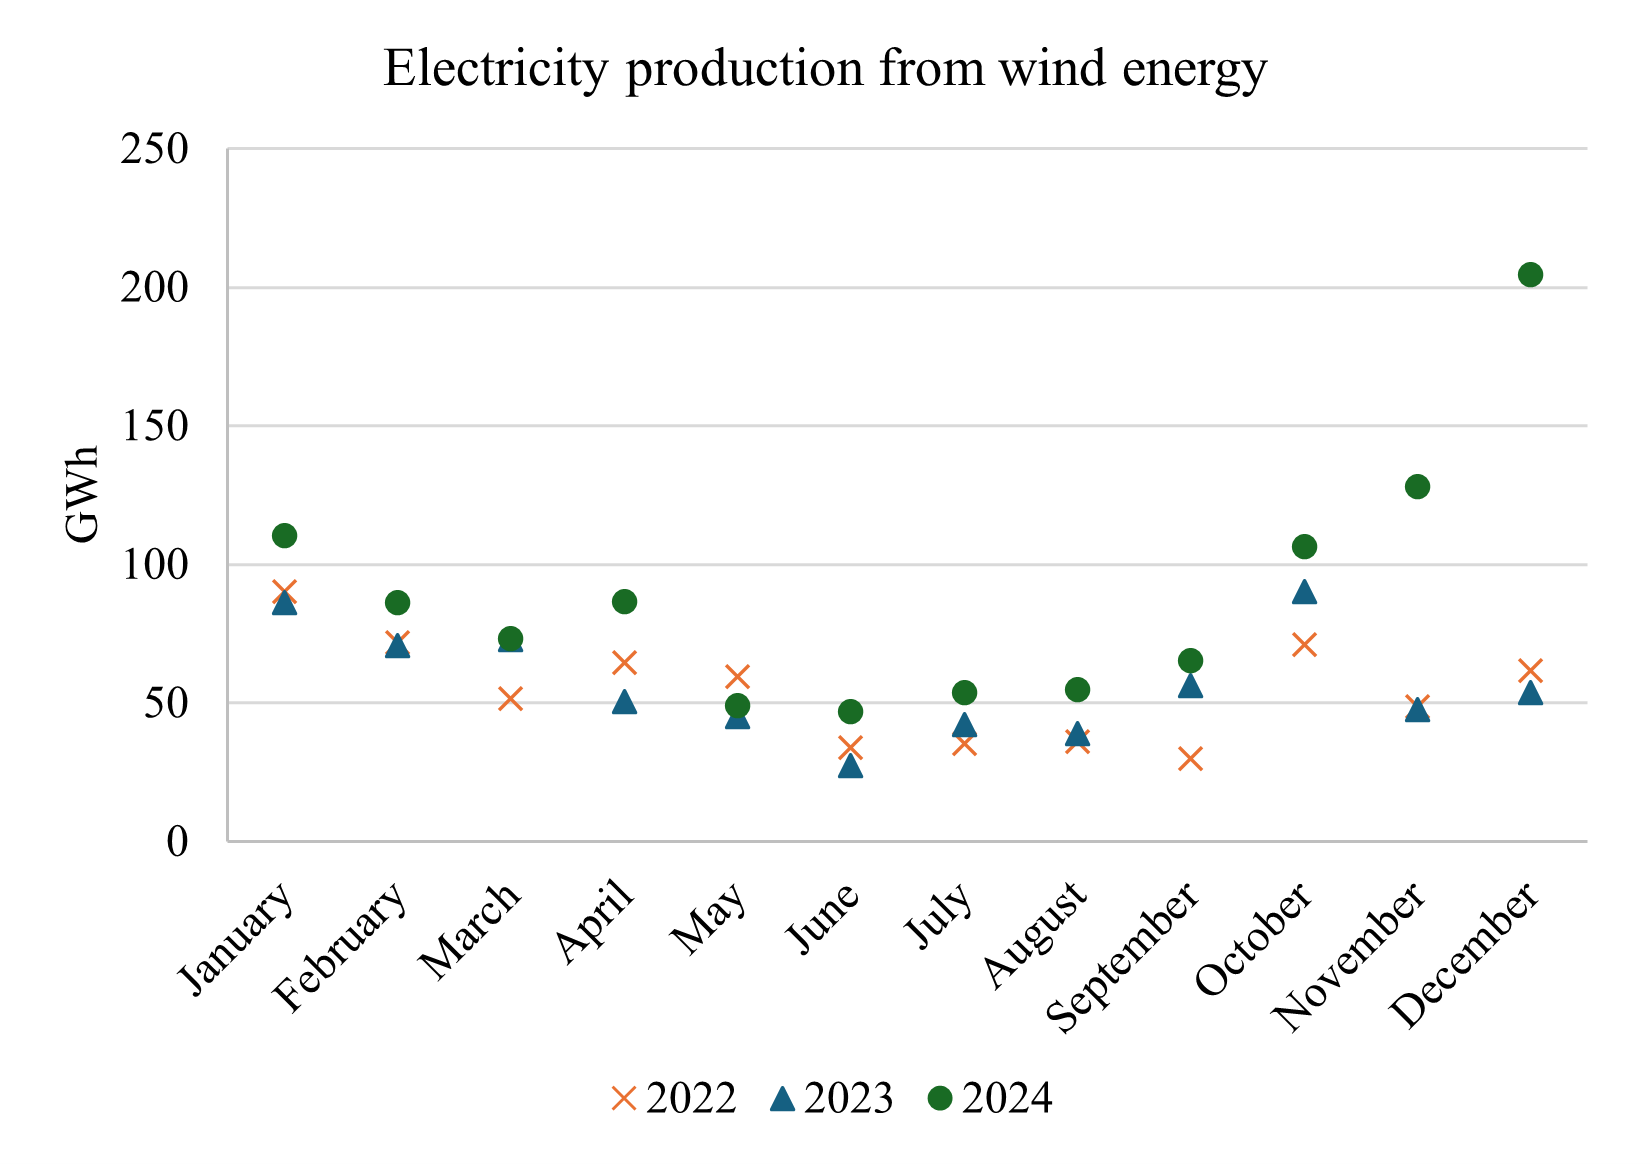 Electricity production from wind energy
250
200
150
100
50
0
GWh
January
February
March
April
May
June
July
August
September
October
November
December
2022
2023
2024